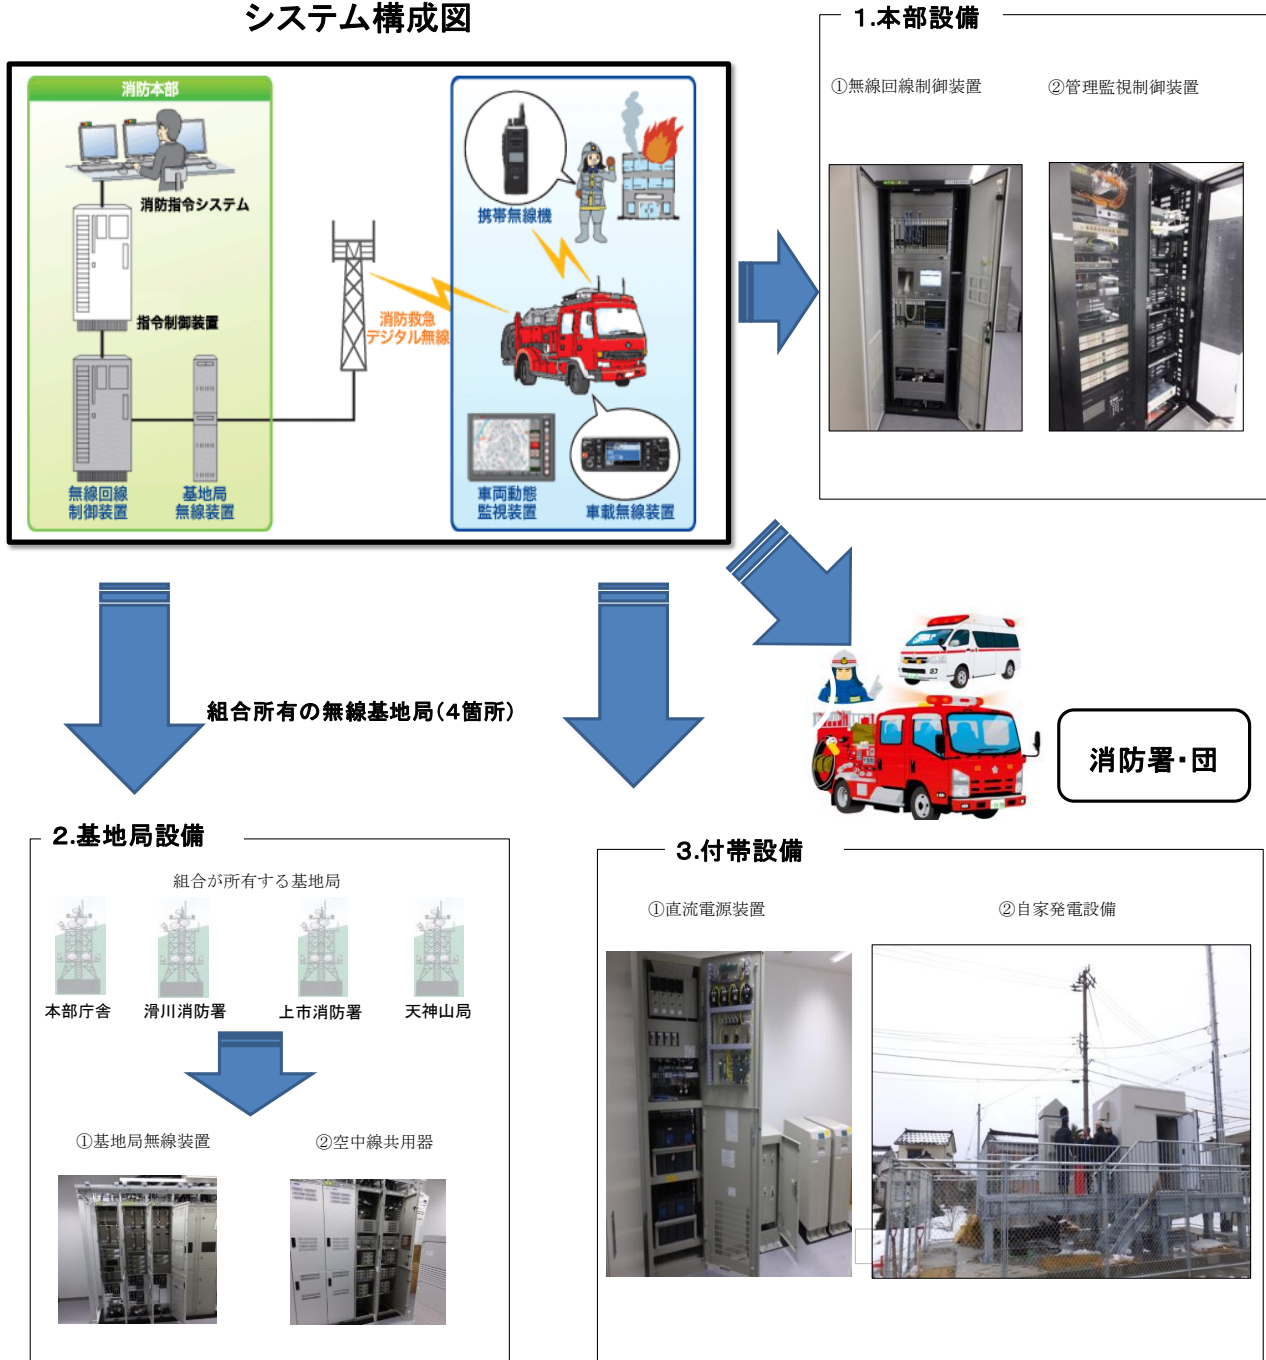 システム構成図
消防本部
消防指令システム
指令制御装置
無線回線
制御装置
基地局
無線装置
消防救急
デジタル無線
携帯無線機
車両動態
監視装置
車載無線装置
1.本部設備
①無線回線制御装置
②管理監視制御装置
組合所有の無線基地局(4箇所)
消防署・団
2.基地局設備
組合が所有する基地局
本部庁舎
滑川消防署
上市消防署
天神山局
①基地局無線装置
②空中線共用器
3.付帯設備
①直流電源装置
②自家発電設備